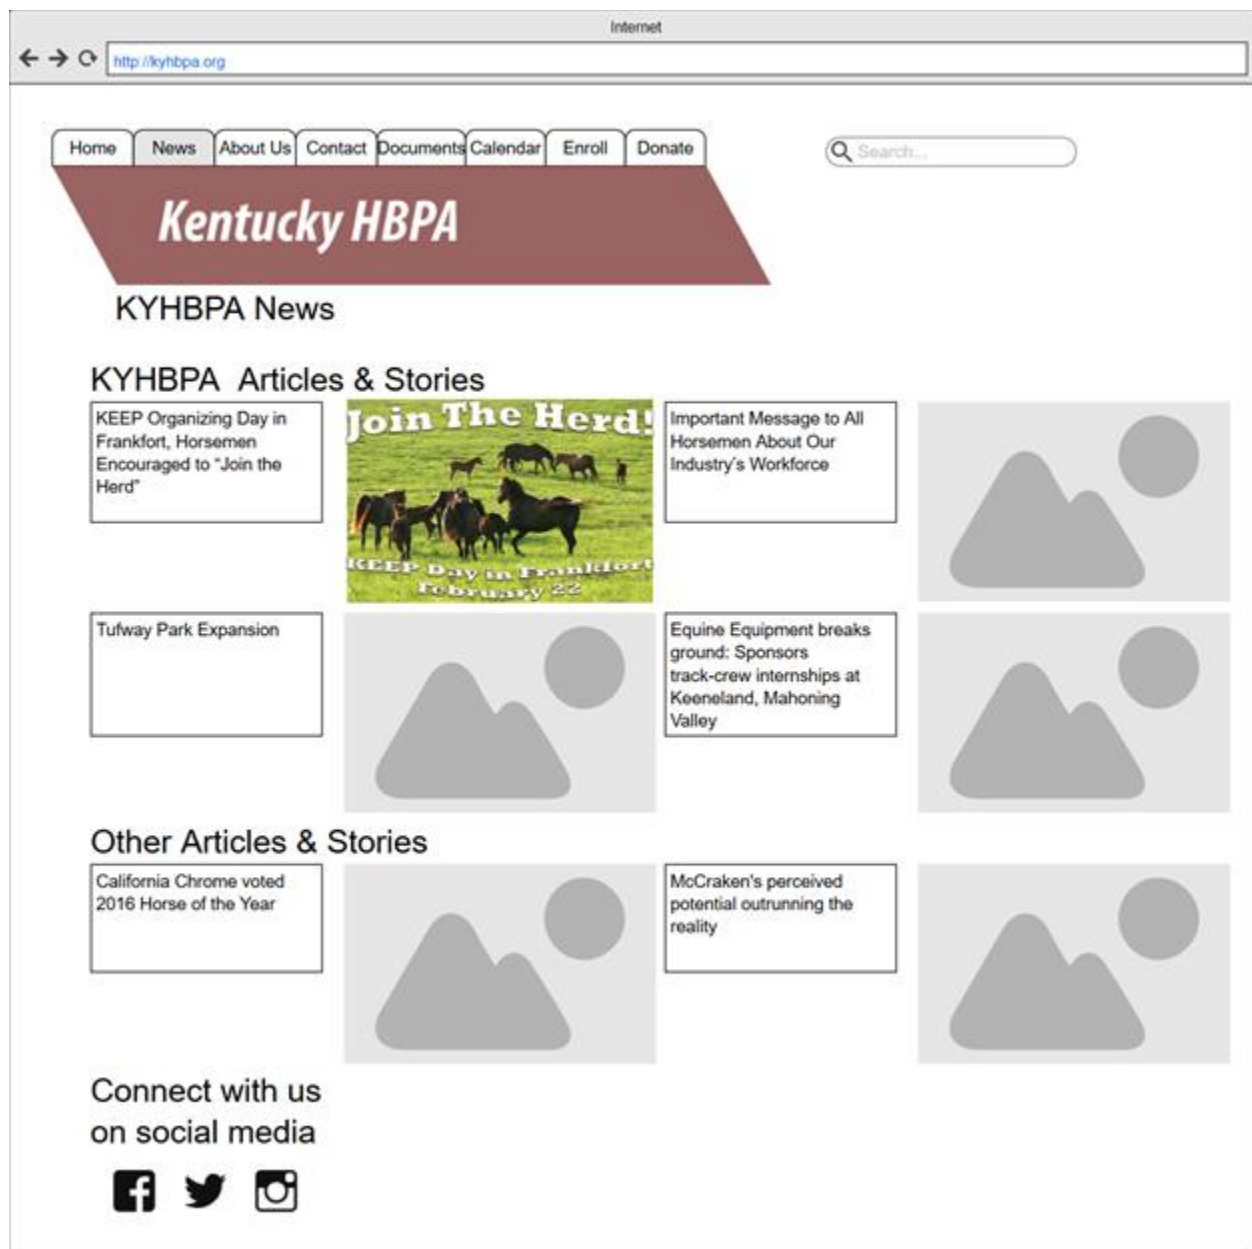 Internet
http://kyhbpa.org
Home News About Us Contact Documents Calendar Enroll Donate
Search...
Kentucky HBPA
KYHBPA News
KYHBPA Articles & Stories
KEEP Organizing Day in
Frankfort, Horsemen
Encouraged to “Join the
Herd”
Join The Herd!
KEEP Day in Frankfort
February 22
Important Message to All
Horsemen About Our
Industry's Workforce
Tufway Park Expansion
Equine Equipment breaks
ground: Sponsors
track-crew internships at
Keeneland, Mahoning
Valley
Other Articles & Stories
California Chrome voted
2016 Horse of the Year
McCraken's perceived
potential outrunning the
reality
Connect with us
on social media